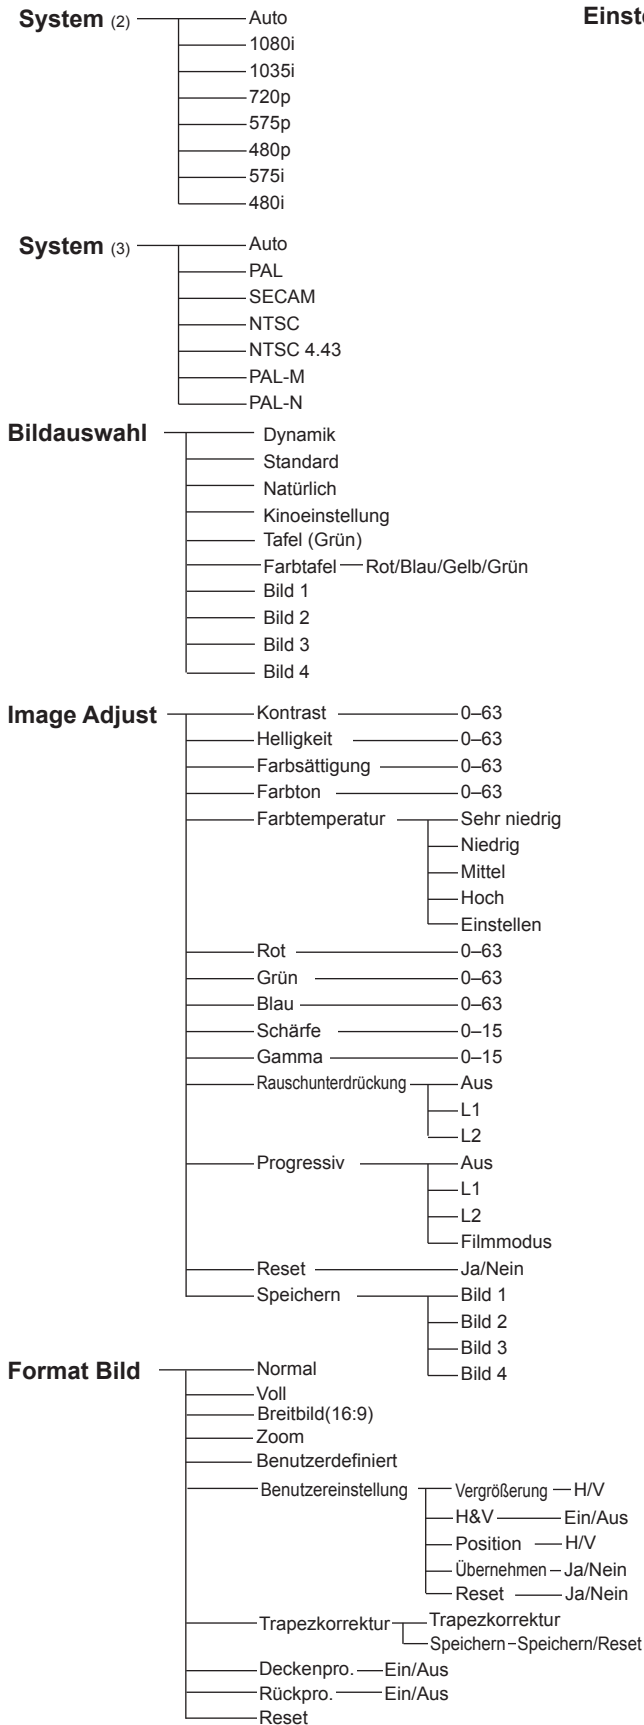 System (2) Auto
1080i
1035i
720p
575p
480p
575i
480i
System (3) Auto
PAL
SECAM
NTSC
NTSC 4.43
PAL-M
PAL-N
Bildauswahl Dynamik
Standard
Natürlich
Kinoeinstellung
Tafel (Grün)
Farbtafel Rot/Blau/Gelb/Grün
Bild 1
Bild 2
Bild 3
Bild 4
Image Adjust Kontrast 0–63
Helligkeit 0–63
Farbsättigung 0–63
Farbton 0–63
Farbtemperatur Sehr niedrig
Niedrig
Mittel
Hoch
Einstellen
Rot 0–63
Grün 0–63
Blau 0–63
Schärfe 0–15
Gamma 0–15
Rauschunterdrückung Aus
L1
L2
Progressiv Aus
L1
L2
Filmmodus
Reset Ja/Nein
Speichern Bild 1
Bild 2
Bild 3
Bild 4
Format Bild Normal
Voll
Breitbild(16:9)
Zoom
Benutzerdefiniert
Benutzereinstellung Vergrößerung H/V
H&V Ein/Aus
Position H/V
Übernehmen Ja/Nein
Reset Ja/Nein
Trapezkorrektur Trapezkorrektur
Speichern Speichern/Reset
Deckenpro. Ein/Aus
Rückpro. Ein/Aus
Reset